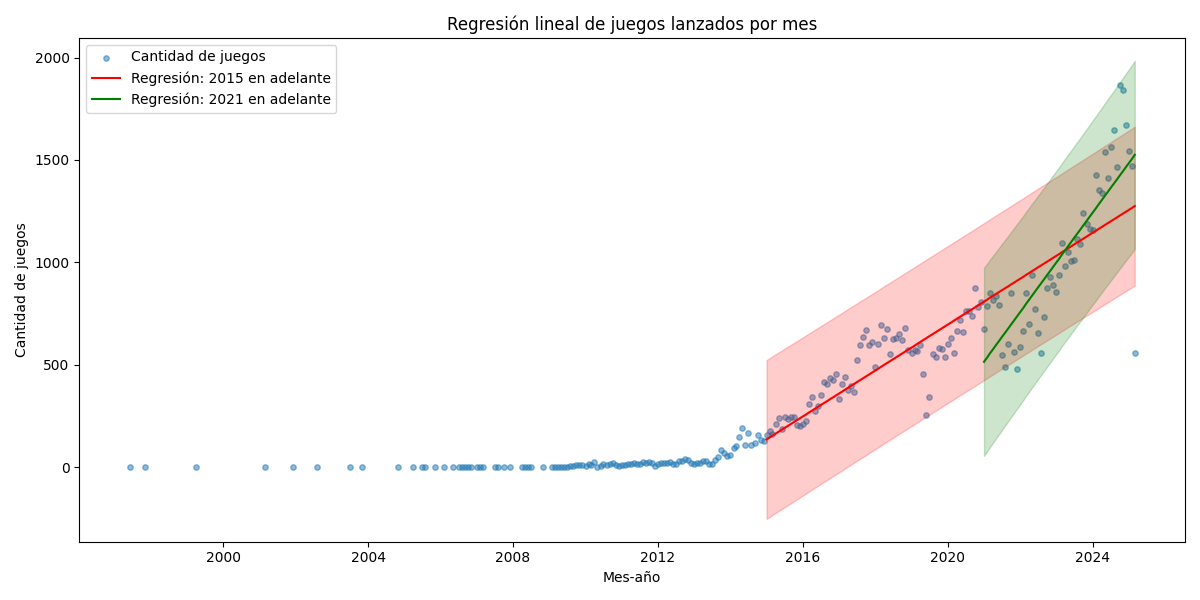 Regresión lineal de juegos lanzados por mes
Cantidad de juegos
Regresión: 2015 en adelante
Regresión: 2021 en adelante
Cantidad de juegos
2000
1500
1000
500
0
2000
2004
2008
2012
2016
2020
2024
Mes-año